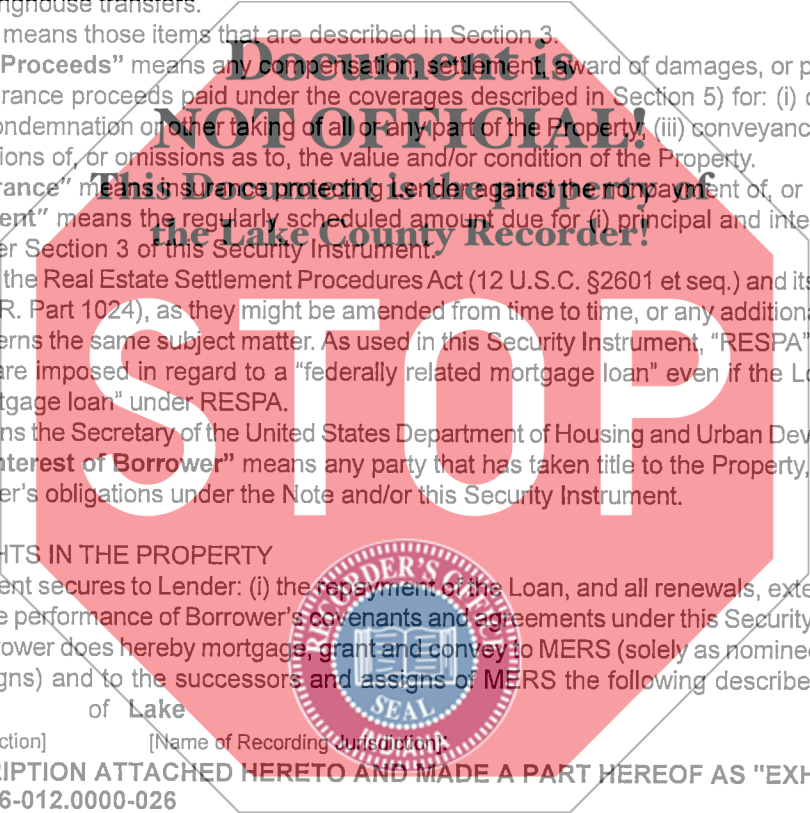 nghouse transfers.
means those items that are described in Section 3.
Document is
Proceeds” means any compensation, settlement, award of damages, or p
rance proceeds paid under the coverages described in Section 5) for: (i) d
NOT OFFICIAL!
ondemnation or other taking of all or any part of the Property; (iii) conveyanc
ions of, or omissions as to, the value and/or condition of the Property.
This Document is the property of
rance” means insurance protecting Lender against the nonpayment of, or
ent” means the regularly scheduled amount due for (i) principal and inte
the Lake County Recorder!
er Section 3 of this Security Instrument.
the Real Estate Settlement Procedures Act (12 U.S.C. §2601 et seq.) and its
R. Part 1024), as they might be amended from time to time, or any additiona
erns the same subject matter. As used in this Security Instrument, “RESPA”
STOP
are imposed in regard to a “federally related mortgage loan” even if the Lo
tgage loan” under RESPA.
ns the Secretary of the United States Department of Housing and Urban Dev
nterest of Borrower” means any party that has taken title to the Property,
er’s obligations under the Note and/or this Security Instrument.
HTS IN THE PROPERTY
ent secures to Lender: (i) the repayment of the Loan, and all renewals, exte
e performance of Borrower’s covenants and agreements under this Security
rower does hereby mortgage, grant and convey to MERS (solely as nominee
igns) and to the successors and assigns of MERS the following describe
RECORDER'S OFFICE
SEAL
INDIANA
of Lake
ction] [Name of Recording Jurisdiction]:
RIPTION ATTACHED HERETO AND MADE A PART HEREOF AS "EXH
6-012.0000-026